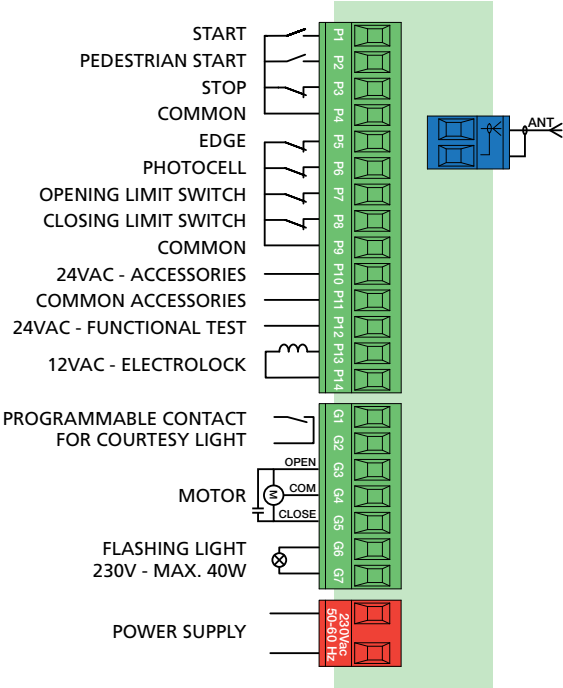 START P1
PEDESTRIAN START P2
STOP P3
COMMON P4
EDGE P5
PHOTOCELL P6
OPENING LIMIT SWITCH P7
CLOSING LIMIT SWITCH P8
COMMON P9
24VAC - ACCESSORIES P10
COMMON ACCESSORIES P11
24VAC - FUNCTIONAL TEST P12
12VAC - ELECTROLOCK P13
P14
ANT
PROGRAMMABLE CONTACT G1
FOR COURTESY LIGHT G2
OPEN G3
MOTOR M COM G4
CLOSE G5
FLASHING LIGHT G6
230V - MAX. 40W G7
POWER SUPPLY
230Vac
50-60 Hz